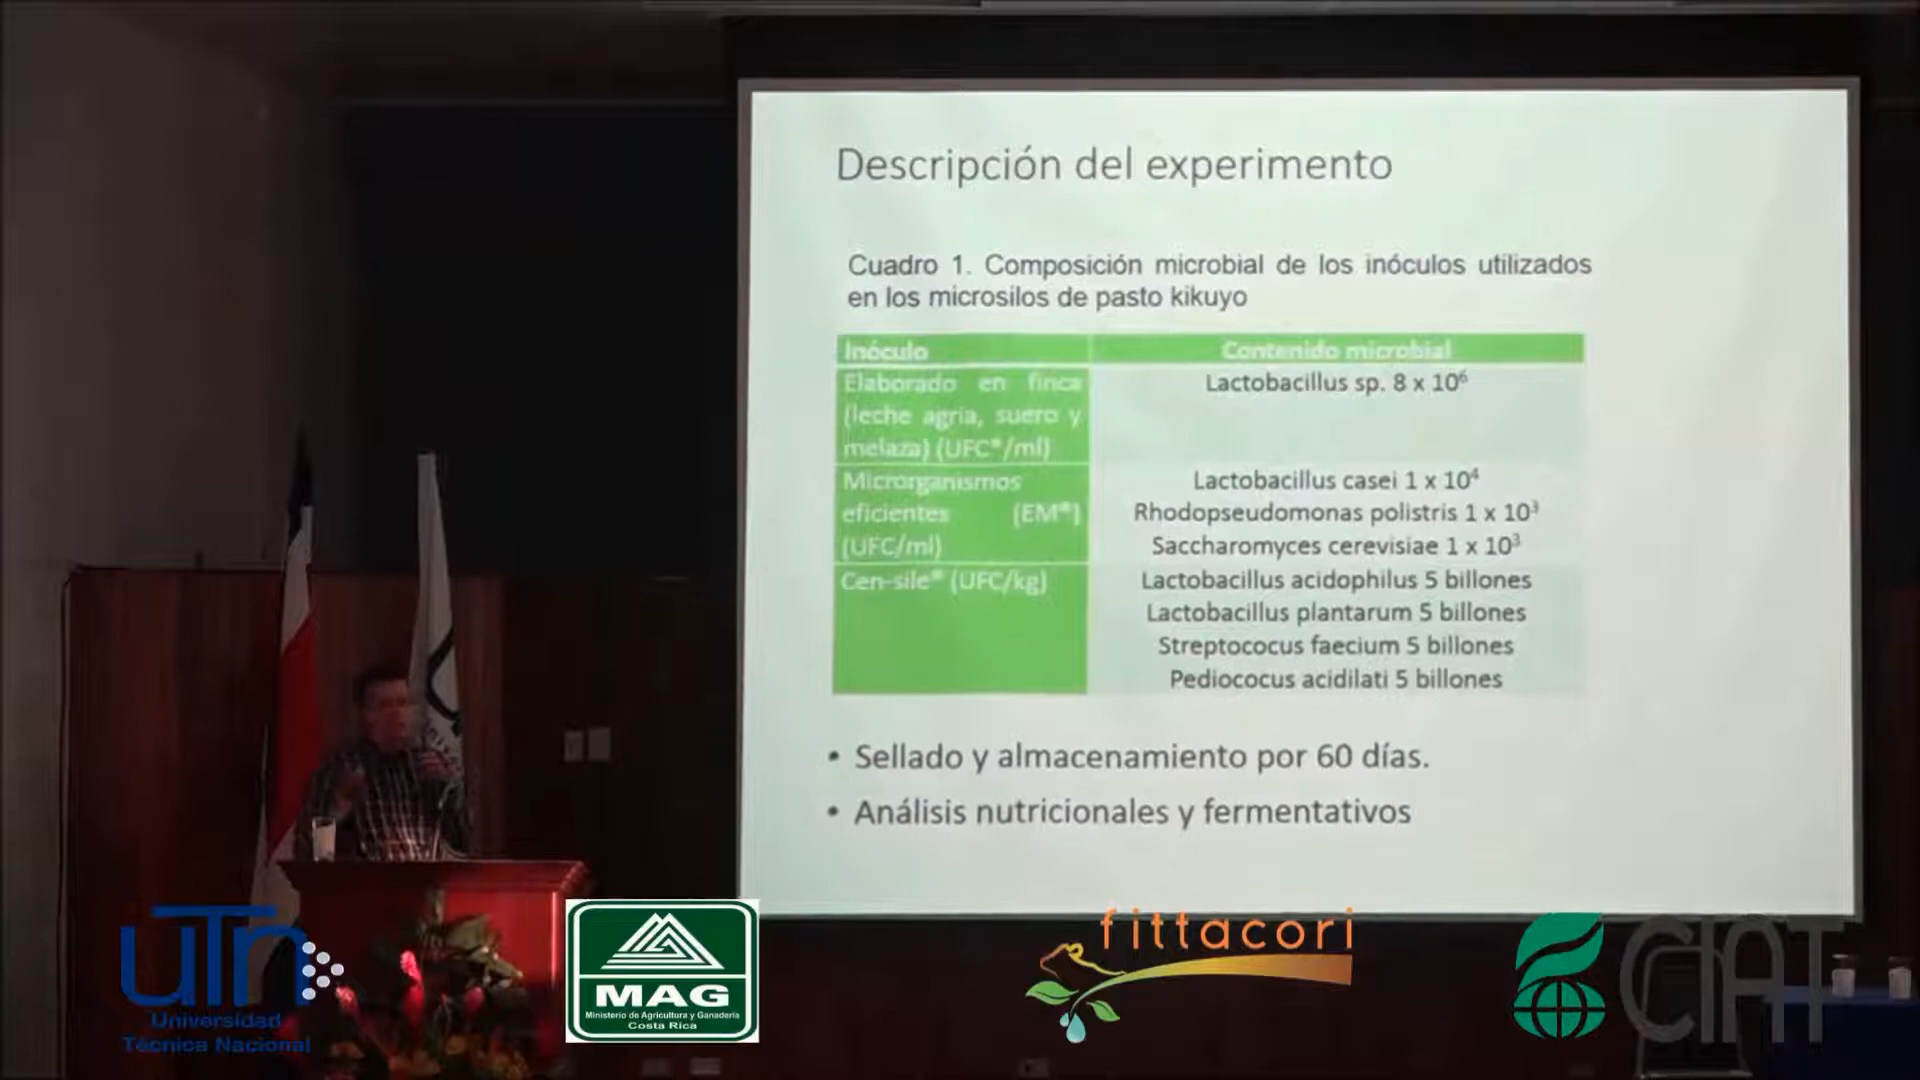 Descripción del experimento
Cuadro 1. Composición microbial de los inóculos utilizados
en los microsilos de pasto kikuyo
Inóculo
Contenido microbial
Elaborado en finca
(leche agria, suero y
melaza) (UFC*/ml)
Lactobacillus sp. 8 x 10⁶
Microrganismos
eficientes (EM®)
(UFC/ml)
Lactobacillus casei 1 x 10⁴
Rhodopseudomonas polistris 1 x 10³
Saccharomyces cerevisiae 1 x 10³
Cen-sile® (UFC/kg)
Lactobacillus acidophilus 5 billones
Lactobacillus plantarum 5 billones
Streptococus faecium 5 billones
Pediococus acidilati 5 billones
• Sellado y almacenamiento por 60 días.
• Análisis nutricionales y fermentativos
uTn
Universidad
Técnica Nacional
MAG
Ministerio de Agricultura y Ganadería
Costa Rica
fittacori
CIAT